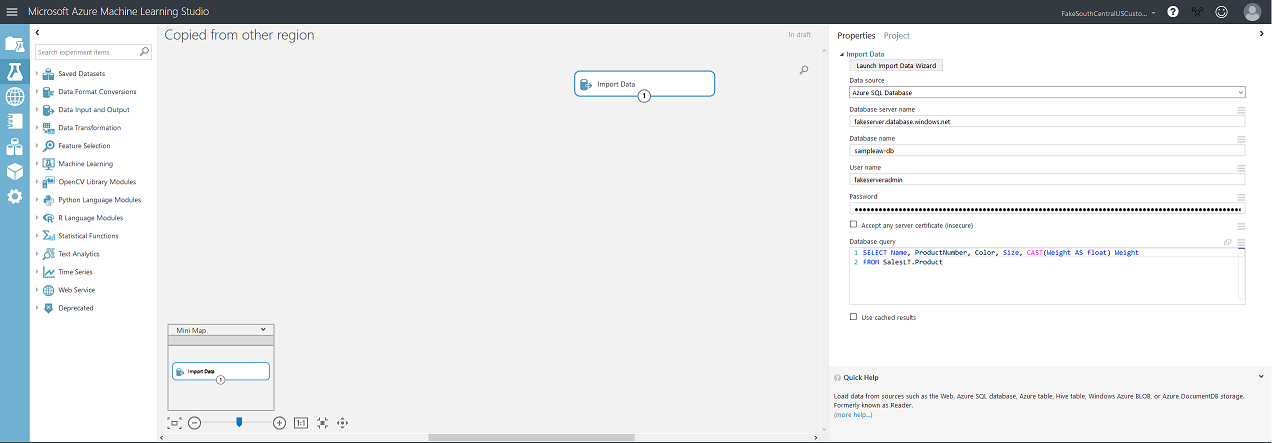 Microsoft Azure Machine Learning Studio
FakeSouthCentralUSCusto...
Search experiment items
Saved Datasets
Data Format Conversions
Data Input and Output
Data Transformation
Feature Selection
Machine Learning
OpenCV Library Modules
Python Language Modules
R Language Modules
Statistical Functions
Text Analytics
Time Series
Web Service
Deprecated
Copied from other region
In draft
Import Data
1
Mini Map
Import Data
1
1:1
Properties Project
Import Data
Launch Import Data Wizard
Data source
Azure SQL Database
Database server name
fakeserver.database.windows.net
Database name
sampleaw-db
User name
fakeserveradmin
Password
Accept any server certificate (insecure)
Database query
1 SELECT Name, ProductNumber, Color, Size, CAST(Weight AS float) Weight
2 FROM SalesLT.Product
Use cached results
Quick Help
Load data from sources such as the Web, Azure SQL database, Azure table, Hive table, Windows Azure BLOB, or Azure DocumentDB storage.
Formerly known as Reader.
(more help...)